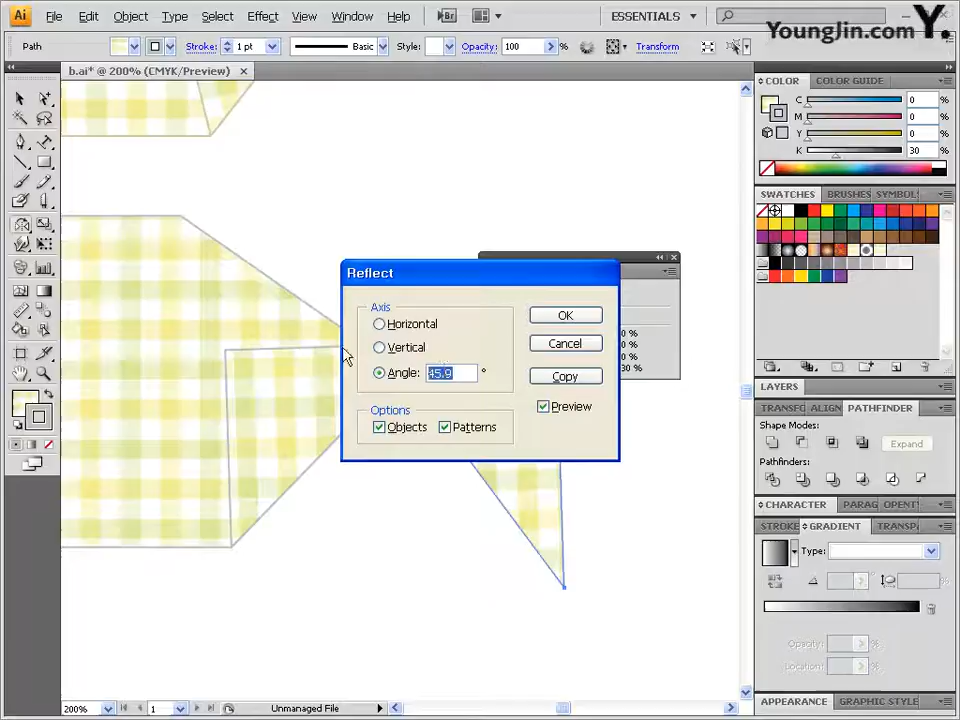 Ai File Edit Object Type Select Effect View Window Help Br ESSENTIALS
YoungJin.com Y.
Path Stroke: 1 pt Basic Style: Opacity: 100 % Transform
b.ai* @ 200% (CMYK/Preview)
COLOR COLOR GUIDE
C 0 %
M 0 %
Y 0 %
K 30 %
SWATCHES BRUSHES SYMBOL
Reflect
Axis
Horizontal
Vertical
Angle: 45.9 °
Options
Objects Patterns
OK
Cancel
Copy
Preview
%
%
%
30 %
LAYERS
TRANSF ALIGN PATHFINDER
Shape Modes:
Expand
Pathfinders:
CHARACTER PARAG OPENT
STROKE GRADIENT TRANSP
Type:
Opacity: %
Location: %
APPEARANCE GRAPHIC STYLE
200% 1 Unmanaged File